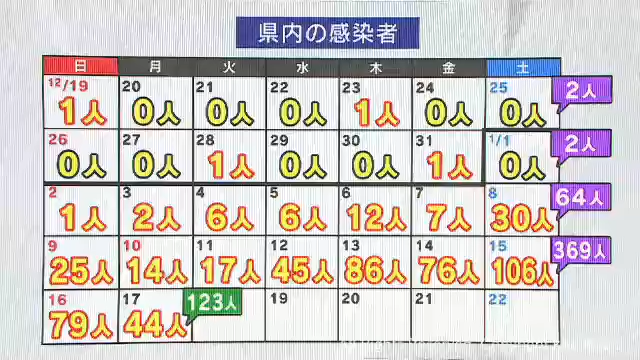 県内の感染者
日 月 火 水 木 金 土
12/19 20 21 22 23 24 25
1人 0人 0人 0人 1人 0人 0人 2人
26 27 28 29 30 31 1/1
0人 0人 1人 0人 0人 1人 0人 2人
2 3 4 5 6 7 8
1人 2人 6人 6人 12人 7人 30人 64人
9 10 11 12 13 14 15
25人 14人 17人 45人 86人 76人 106人 369人
16 17 19 20 21 22
79人 44人 123人